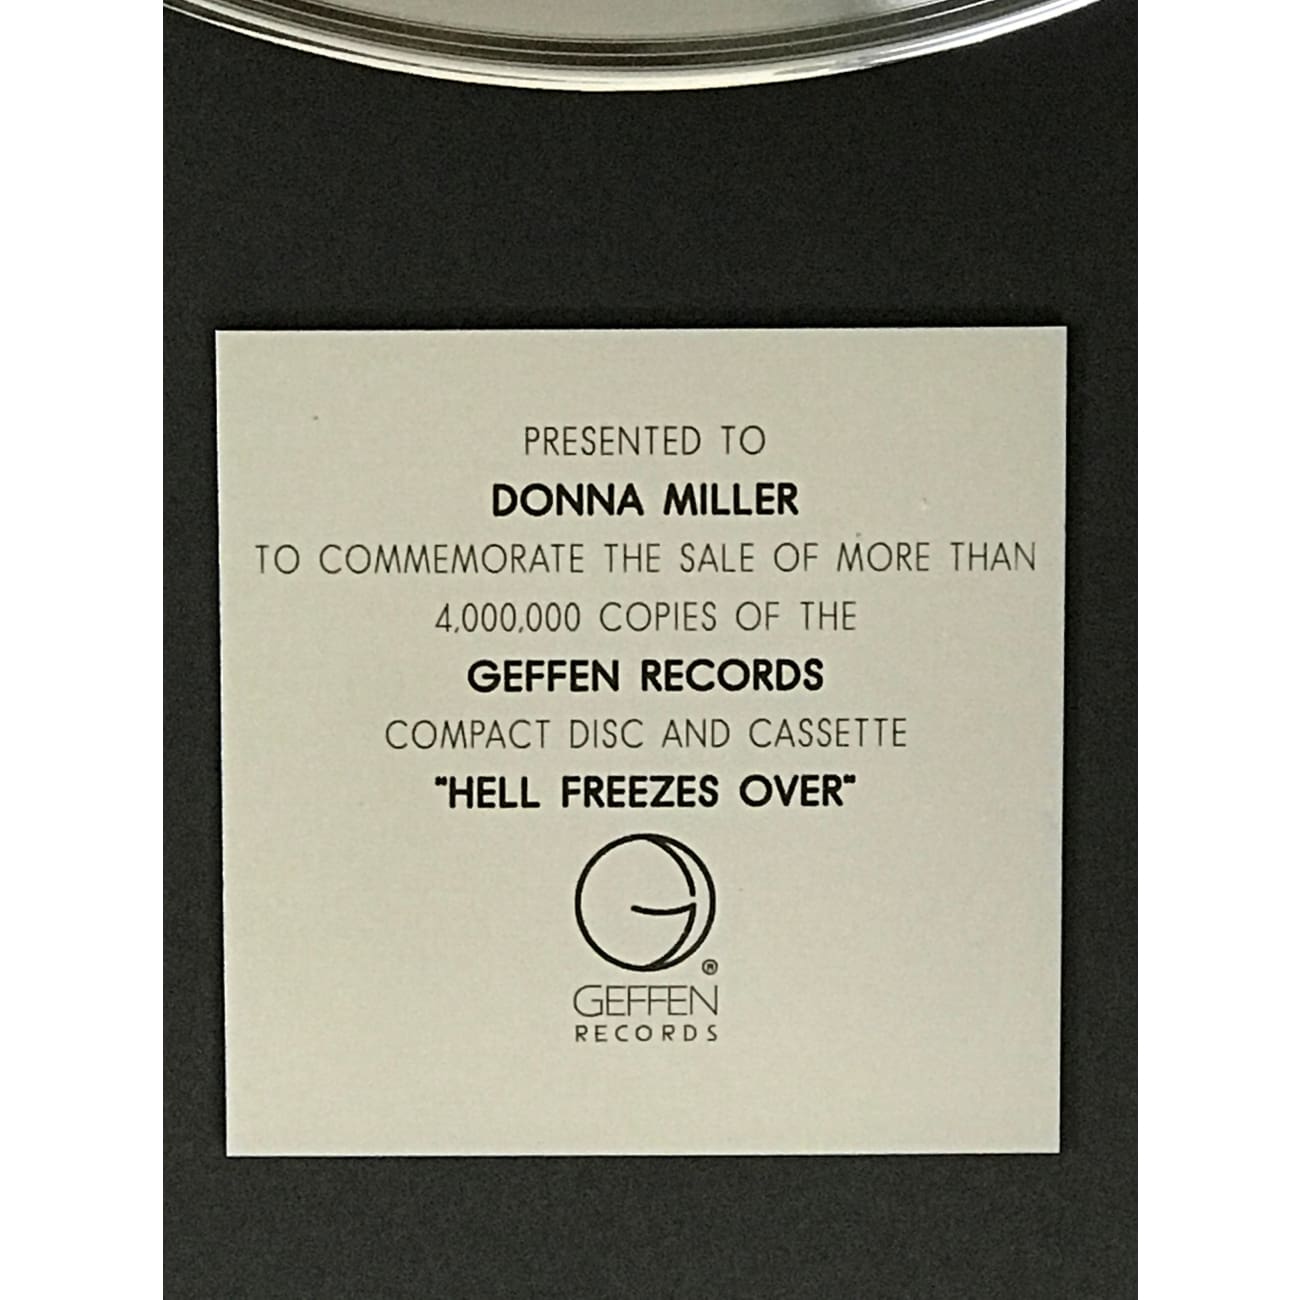 PRESENTED TO
DONNA MILLER
TO COMMEMORATE THE SALE OF MORE THAN
4,000,000 COPIES OF THE
GEFFEN RECORDS
COMPACT DISC AND CASSETTE
"HELL FREEZES OVER"
®
GEFFEN
RECORDS